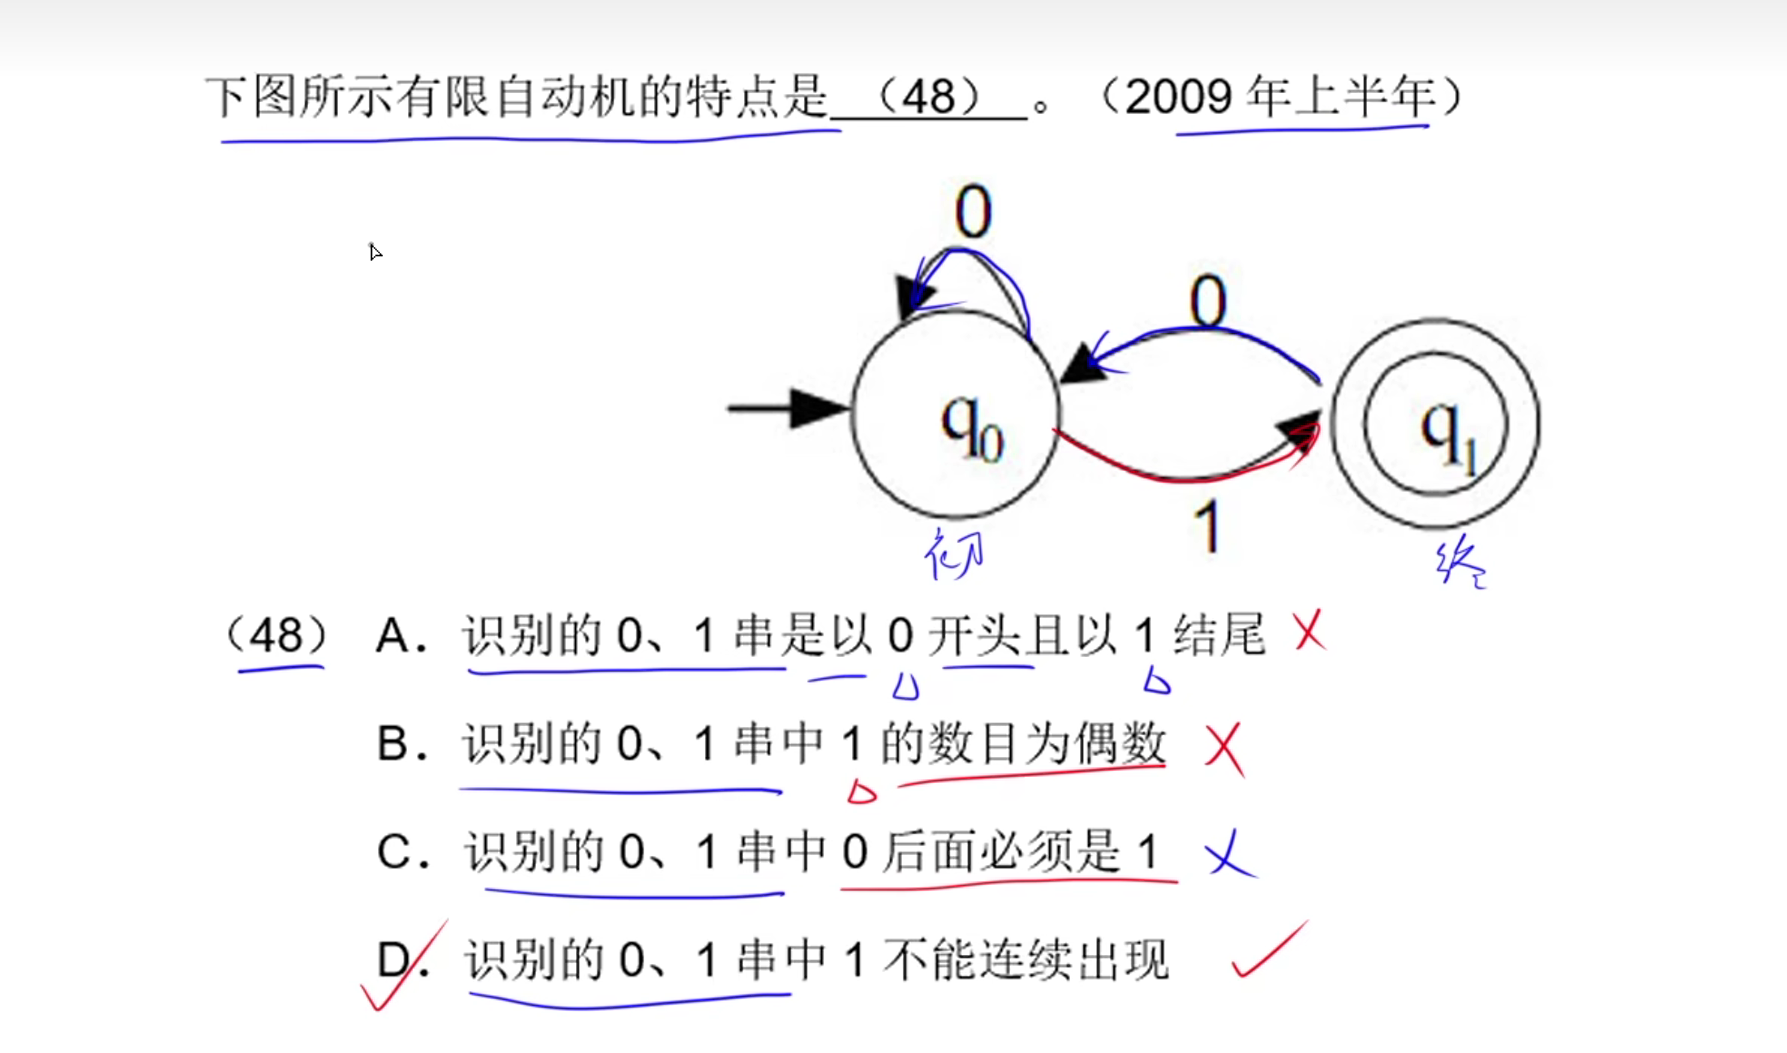 下图所示有限自动机的特点是 （48） 。（2009 年上半年）
0
0
q0
q1
1
初
终
（48） A． 识别的 0、1 串是以 0 开头且以 1 结尾
B． 识别的 0、1 串中 1 的数目为偶数
C． 识别的 0、1 串中 0 后面必须是 1
D． 识别的 0、1 串中 1 不能连续出现